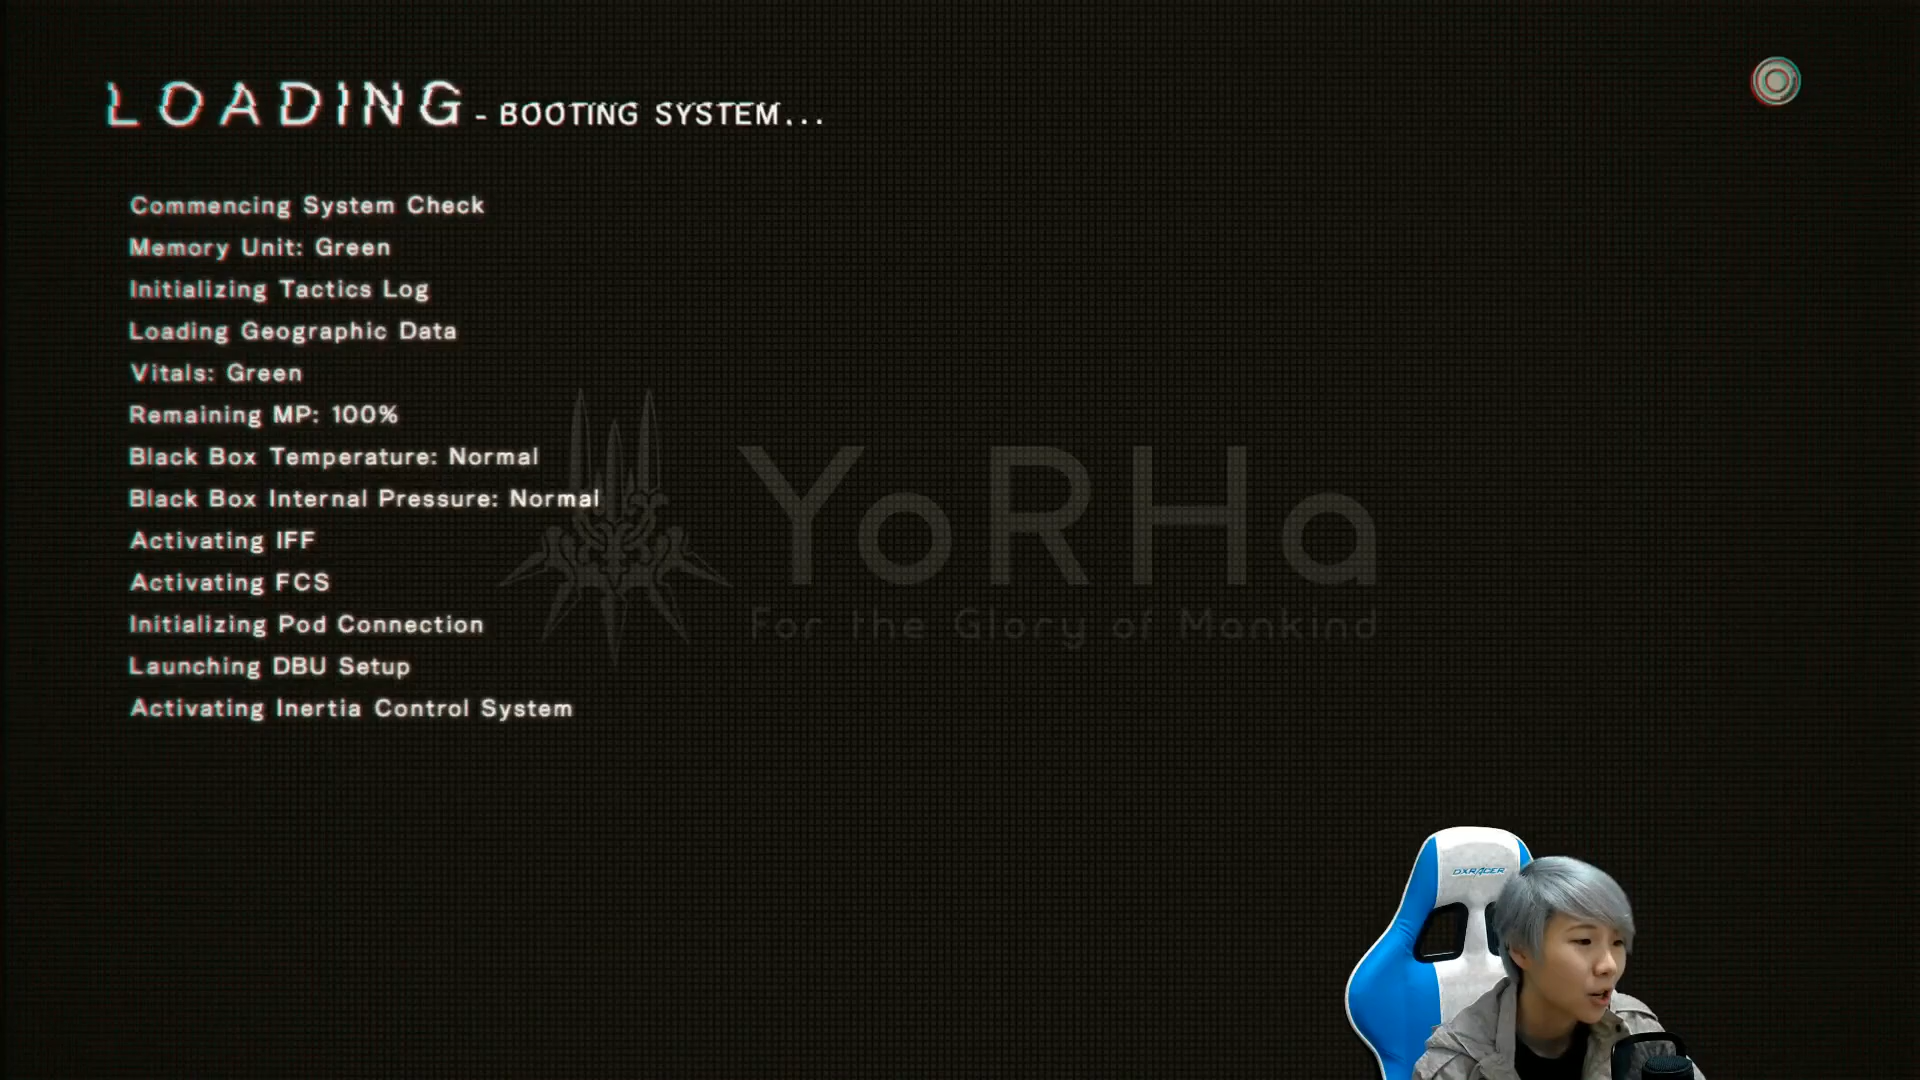 LOADING - BOOTING SYSTEM...
Commencing System Check
Memory Unit: Green
Initializing Tactics Log
Loading Geographic Data
Vitals: Green
Remaining MP: 100%
Black Box Temperature: Normal
Black Box Internal Pressure: Normal
Activating IFF
Activating FCS
Initializing Pod Connection
Launching DBU Setup
Activating Inertia Control System
YoRHa
For the Glory of Mankind
DXRACER